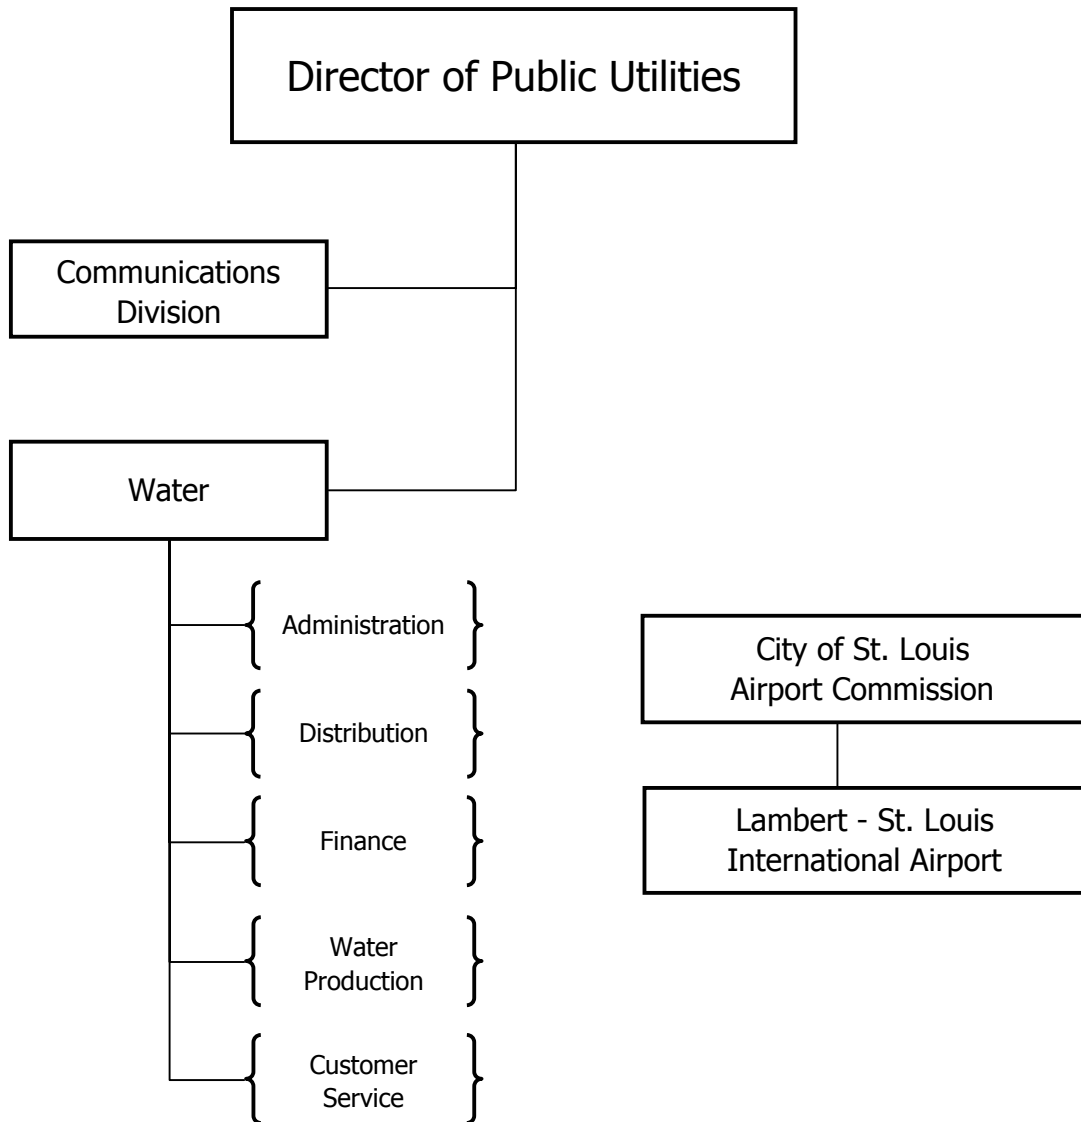 Director of Public Utilities
Communications
Division
Water
Administration
Distribution
Finance
Water
Production
Customer
Service
City of St. Louis
Airport Commission
Lambert - St. Louis
International Airport